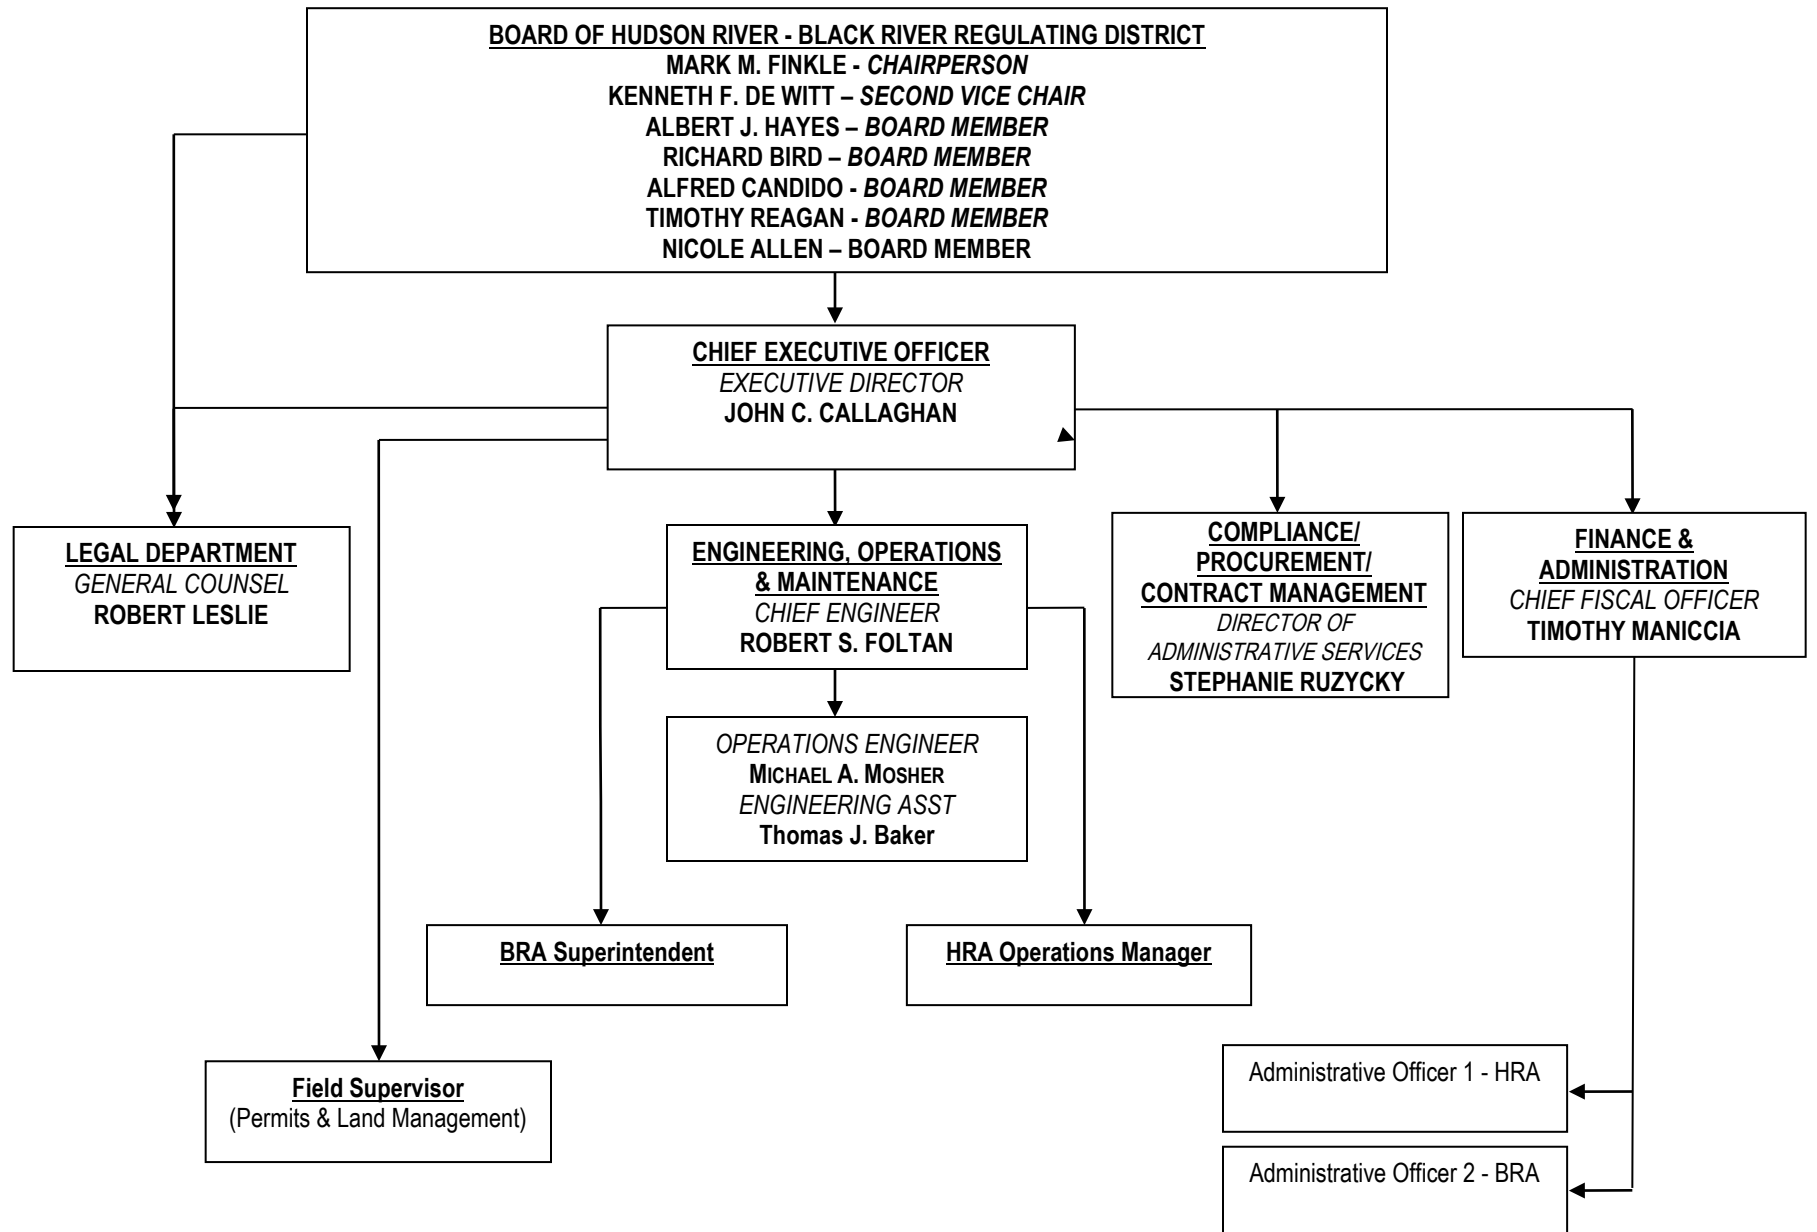 BOARD OF HUDSON RIVER - BLACK RIVER REGULATING DISTRICT
MARK M. FINKLE - CHAIRPERSON
KENNETH F. DE WITT – SECOND VICE CHAIR
ALBERT J. HAYES – BOARD MEMBER
RICHARD BIRD – BOARD MEMBER
ALFRED CANDIDO - BOARD MEMBER
TIMOTHY REAGAN - BOARD MEMBER
NICOLE ALLEN – BOARD MEMBER
CHIEF EXECUTIVE OFFICER
EXECUTIVE DIRECTOR
JOHN C. CALLAGHAN
LEGAL DEPARTMENT
GENERAL COUNSEL
ROBERT LESLIE
ENGINEERING, OPERATIONS
& MAINTENANCE
CHIEF ENGINEER
ROBERT S. FOLTAN
COMPLIANCE/
PROCUREMENT/
CONTRACT MANAGEMENT
DIRECTOR OF
ADMINISTRATIVE SERVICES
STEPHANIE RUZYCKY
FINANCE &
ADMINISTRATION
CHIEF FISCAL OFFICER
TIMOTHY MANICCIA
OPERATIONS ENGINEER
MICHAEL A. MOSHER
ENGINEERING ASST
Thomas J. Baker
BRA Superintendent
HRA Operations Manager
Field Supervisor
(Permits & Land Management)
Administrative Officer 1 - HRA
Administrative Officer 2 - BRA